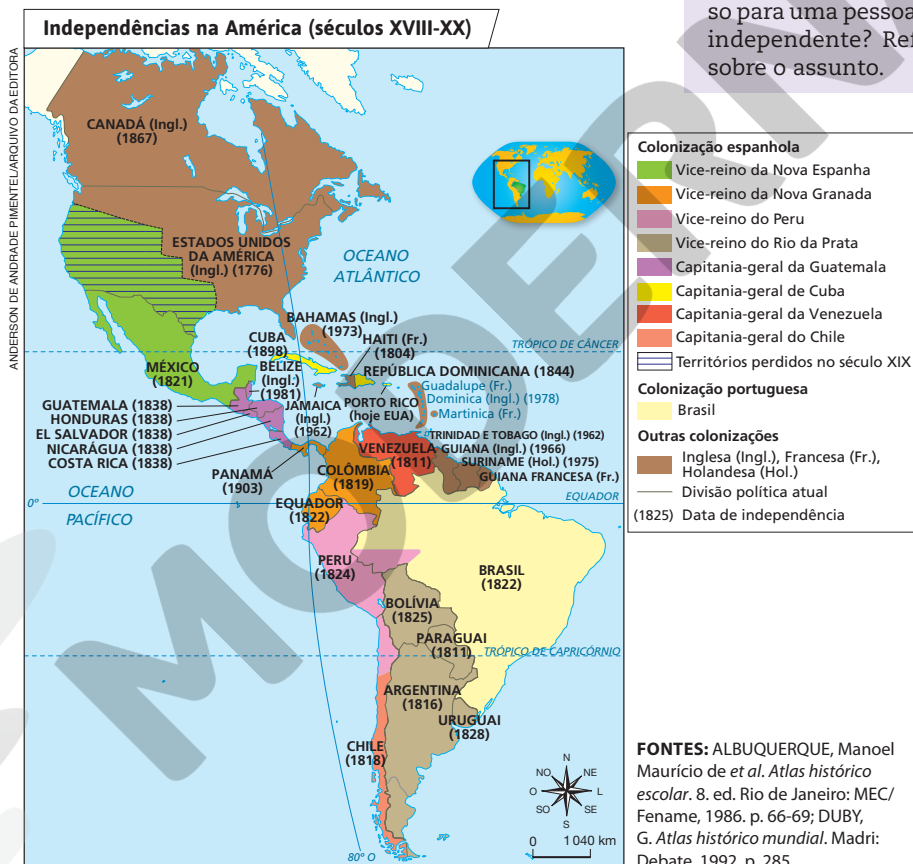 so para uma pessoa
independente? Ref
sobre o assunto.
Independências na América (séculos XVIII-XX)
ANDERSON DE ANDRADE PIMENTEL/ARQUIVO DA EDITORA
CANADÁ (Ingl.)
(1867)
ESTADOS UNIDOS
DA AMÉRICA
(Ingl.) (1776)
OCEANO
ATLÂNTICO
BAHAMAS (Ingl.)
(1973)
CUBA
(1898)
HAITI (Fr.)
(1804)
TRÓPICO DE CÂNCER
MÉXICO
(1821)
BELIZE
(Ingl.)
(1981)
REPÚBLICA DOMINICANA (1844)
Guadalupe (Fr.)
Dominica (Ingl.) (1978)
Martinica (Fr.)
JAMAICA
(Ingl.)
(1962)
PORTO RICO
(hoje EUA)
GUATEMALA (1838)
HONDURAS (1838)
EL SALVADOR (1838)
NICARÁGUA (1838)
COSTA RICA (1838)
TRINIDAD E TOBAGO (Ingl.) (1962)
GUIANA (Ingl.) (1966)
SURINAME (Hol.) (1975)
GUIANA FRANCESA (Fr.)
VENEZUELA
(1811)
PANAMÁ
(1903)
COLÔMBIA
(1819)
OCEANO
PACÍFICO
0°
EQUADOR
EQUADOR
(1822)
PERU
(1824)
BRASIL
(1822)
BOLÍVIA
(1825)
PARAGUAI
(1811)
TRÓPICO DE CAPRICÓRNIO
ARGENTINA
(1816)
URUGUAI
(1828)
CHILE
(1818)
80° O
N
NO
NE
O
L
SO
SE
S
0
1 040 km
Colonização espanhola
Vice-reino da Nova Espanha
Vice-reino da Nova Granada
Vice-reino do Peru
Vice-reino do Rio da Prata
Capitania-geral da Guatemala
Capitania-geral de Cuba
Capitania-geral da Venezuela
Capitania-geral do Chile
Territórios perdidos no século XIX
Colonização portuguesa
Brasil
Outras colonizações
Inglesa (Ingl.), Francesa (Fr.),
Holandesa (Hol.)
Divisão política atual
(1825) Data de independência
FONTES: ALBUQUERQUE, Manoel
Maurício de et al. Atlas histórico
escolar. 8. ed. Rio de Janeiro: MEC/
Fename, 1986. p. 66-69; DUBY,
G. Atlas histórico mundial. Madri:
Debate, 1992. p. 285.
MODERN